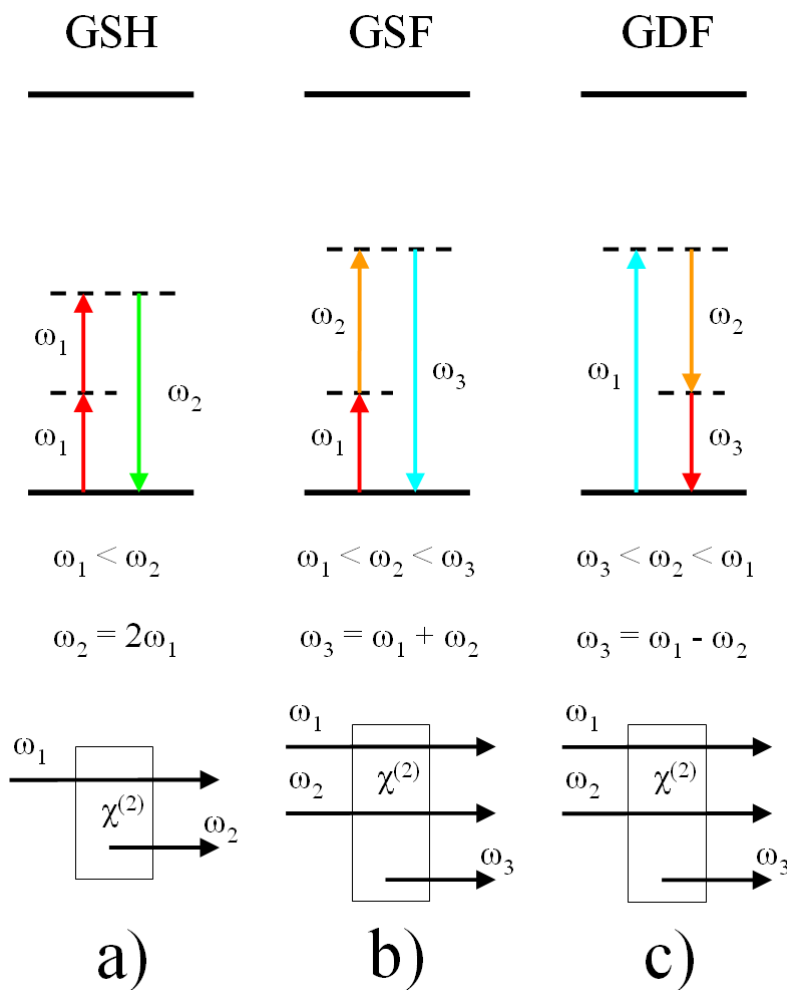 GSH GSF GDF
ω₂ ω₂
ω₁ ω₃ ω₁
ω₂
ω₁ ω₁ ω₃
ω₁ < ω₂ ω₁ < ω₂ < ω₃ ω₃ < ω₂ < ω₁
ω₂ = 2ω₁ ω₃ = ω₁ + ω₂ ω₃ = ω₁ - ω₂
ω₁ ω₁ ω₁
χ⁽²⁾ ω₂ χ⁽²⁾ ω₂ χ⁽²⁾
ω₂ ω₃ ω₃
a) b) c)